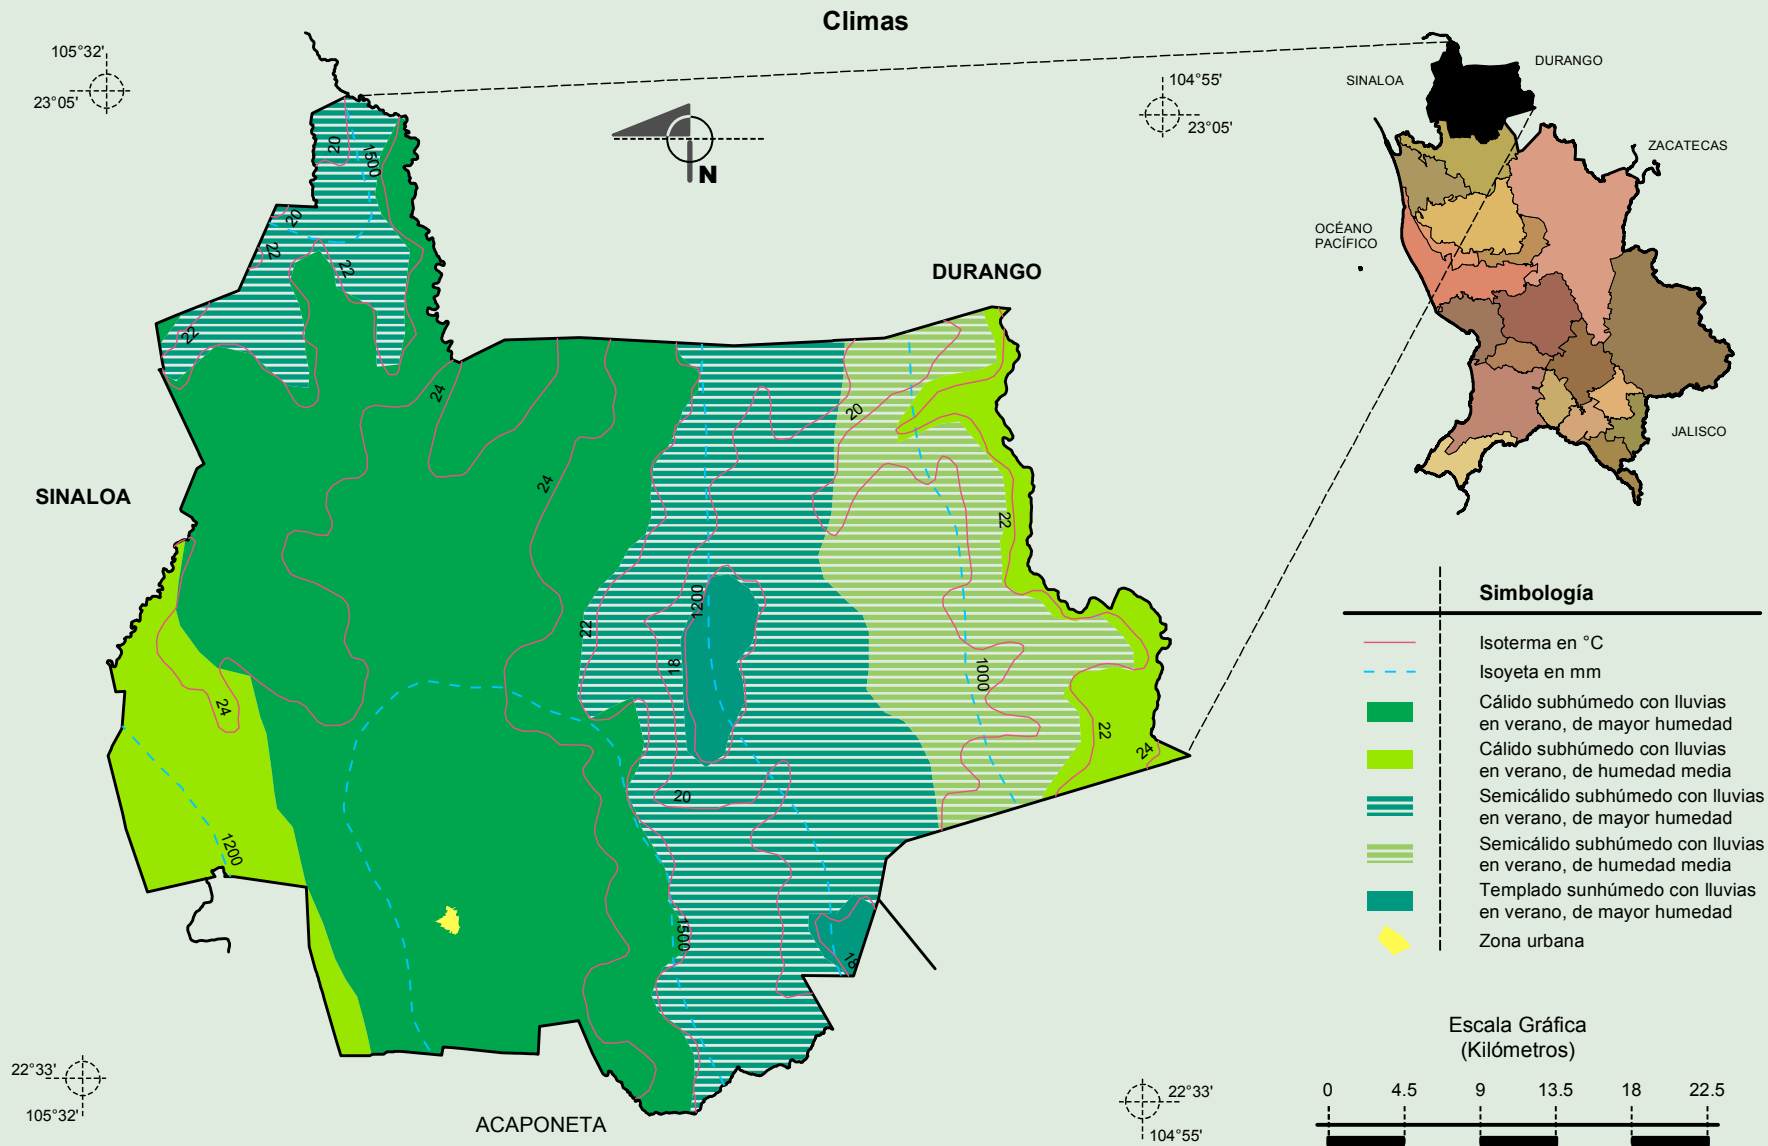 Climas
105°32'
23°05'
104°55'
23°05'
N
DURANGO
SINALOA
DURANGO
ZACATECAS
OCÉANO
PACÍFICO
JALISCO
SINALOA
20
1500
20
22
22
22
24
24
20
22
22
1200
18
1000
24
22
24
20
1200
1500
18
Simbología
Isoterma en °C
Isoyeta en mm
Cálido subhúmedo con lluvias
en verano, de mayor humedad
Cálido subhúmedo con lluvias
en verano, de humedad media
Semicálido subhúmedo con lluvias
en verano, de mayor humedad
Semicálido subhúmedo con lluvias
en verano, de humedad media
Templado sunhúmedo con lluvias
en verano, de mayor humedad
Zona urbana
Escala Gráfica
(Kilómetros)
0 4.5 9 13.5 18 22.5
22°33'
105°32'
ACAPONETA
22°33'
104°55'